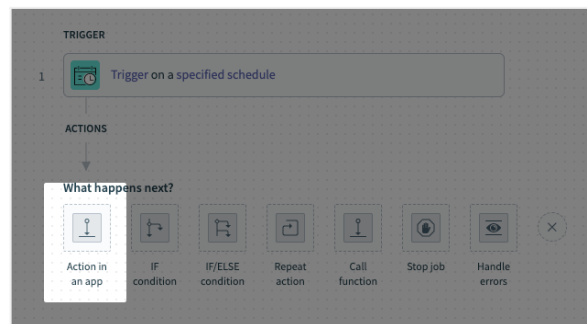 TRIGGER
1
Trigger on a specified schedule
ACTIONS
What happens next?
Action in
an app
IF
condition
IF/ELSE
condition
Repeat
action
Call
function
Stop job
Handle
errors